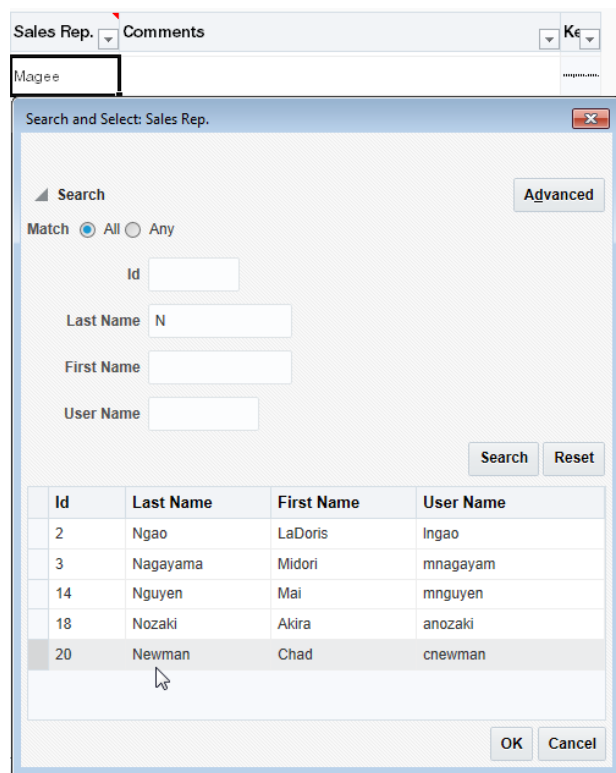 Sales Rep. Comments
Magee
Search and Select: Sales Rep.
Search Advanced
Match All Any
Id
Last Name N
First Name
User Name
Search Reset
Id Last Name First Name User Name
2 Ngao LaDoris lngao
3 Nagayama Midori mnagayam
14 Nguyen Mai mnguyen
18 Nozaki Akira anozaki
20 Newman Chad cnewman
OK Cancel